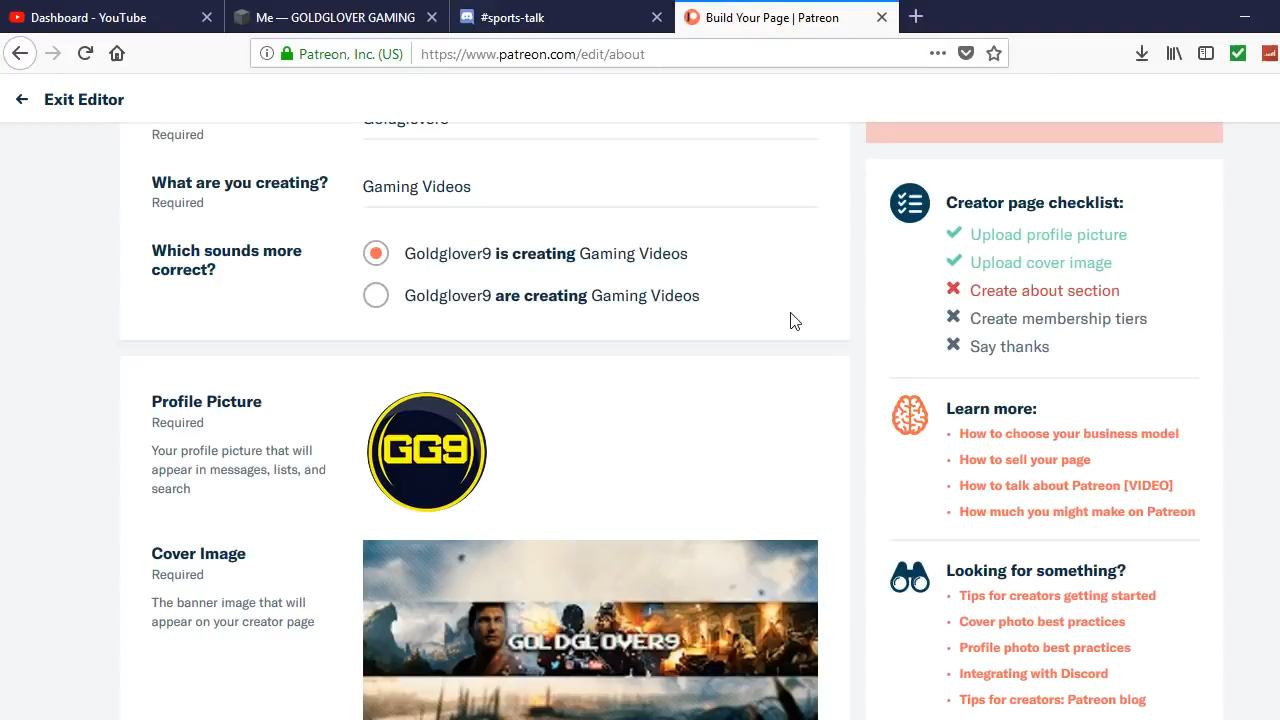 Dashboard - YouTube
Me — GOLDGLOVER GAMING
#sports-talk
Build Your Page | Patreon
Patreon, Inc. (US)
https://www.patreon.com/edit/about
Exit Editor
Goldglover9
Required
What are you creating?
Required
Gaming Videos
Which sounds more
correct?
Goldglover9 is creating Gaming Videos
Goldglover9 are creating Gaming Videos
Profile Picture
Required
Your profile picture that will
appear in messages, lists, and
search
GG9
Cover Image
Required
The banner image that will
appear on your creator page
GOLDGLOVER9
Creator page checklist:
Upload profile picture
Upload cover image
Create about section
Create membership tiers
Say thanks
Learn more:
• How to choose your business model
• How to sell your page
• How to talk about Patreon [VIDEO]
• How much you might make on Patreon
Looking for something?
• Tips for creators getting started
• Cover photo best practices
• Profile photo best practices
• Integrating with Discord
• Tips for creators: Patreon blog